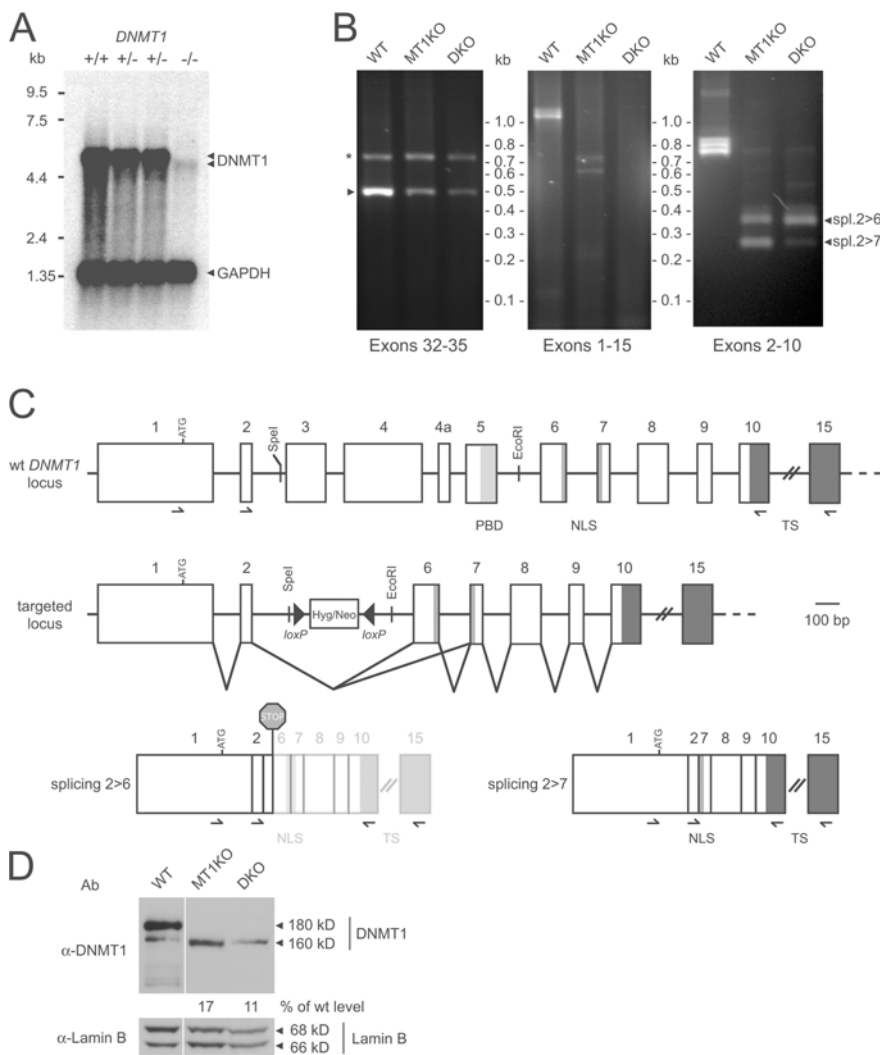 A
DNMT1
kb
+/+ +/- +/- -/-
9.5
7.5
4.4
2.4
1.35
DNMT1
GAPDH
B
WT MT1KO DKO
kb
WT MT1KO DKO
kb
WT MT1KO DKO
*
1.0
0.7
0.6
0.5
0.4
0.3
0.2
0.1
1.0
0.7
0.6
0.5
0.4
0.3
0.2
0.1
spl.2>6
spl.2>7
Exons 32-35
Exons 1-15
Exons 2-10
C
1 ATG 2 SpeI 3 4 4a 5 EcoRI 6 7 8 9 10 15
wt DNMT1
locus
PBD NLS TS
1 ATG 2 SpeI EcoRI 6 7 8 9 10 15
targeted
locus
Hyg/Neo
loxP loxP
100 bp
STOP
1 ATG 2 6 7 8 9 10 15
splicing 2>6
NLS TS
1 ATG 2 7 8 9 10 15
splicing 2>7
NLS TS
D
Ab
WT MT1KO DKO
α-DNMT1
180 kD
160 kD
DNMT1
17 11 % of wt level
α-Lamin B
68 kD
66 kD
Lamin B